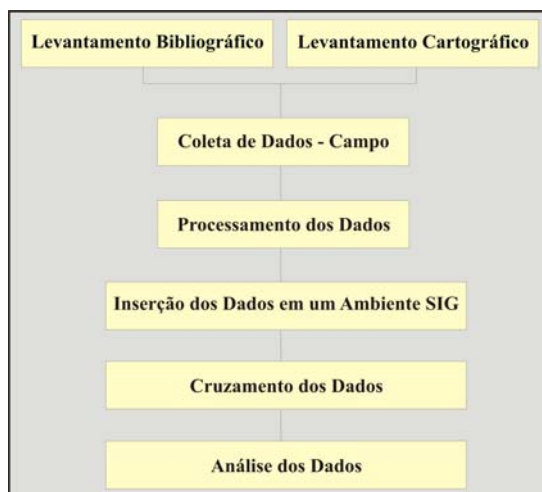 Levantamento Bibliográfico
Levantamento Cartográfico
Coleta de Dados - Campo
Processamento dos Dados
Inserção dos Dados em um Ambiente SIG
Cruzamento dos Dados
Análise dos Dados